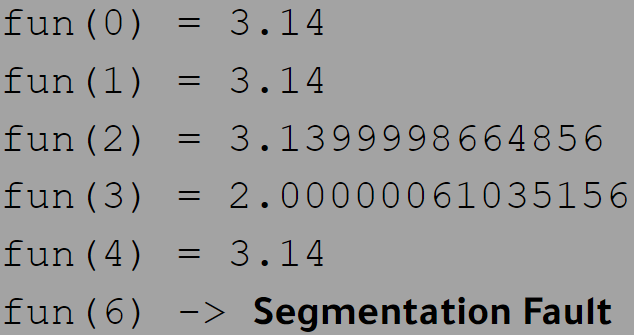 fun(0) = 3.14
fun(1) = 3.14
fun(2) = 3.1399998664856
fun(3) = 2.00000061035156
fun(4) = 3.14
fun(6) -> Segmentation Fault